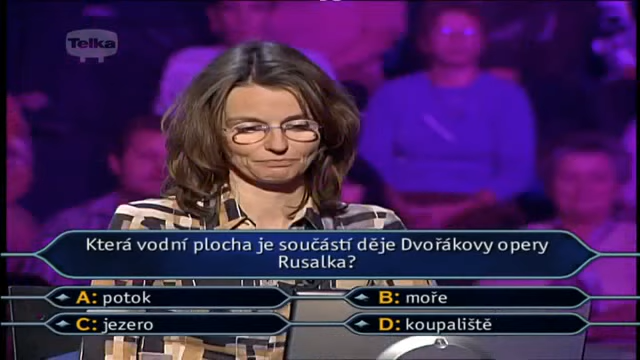 Telka
Která vodní plocha je součástí děje Dvořákovy opery
Rusalka?
A: potok
B: moře
C: jezero
D: koupaliště